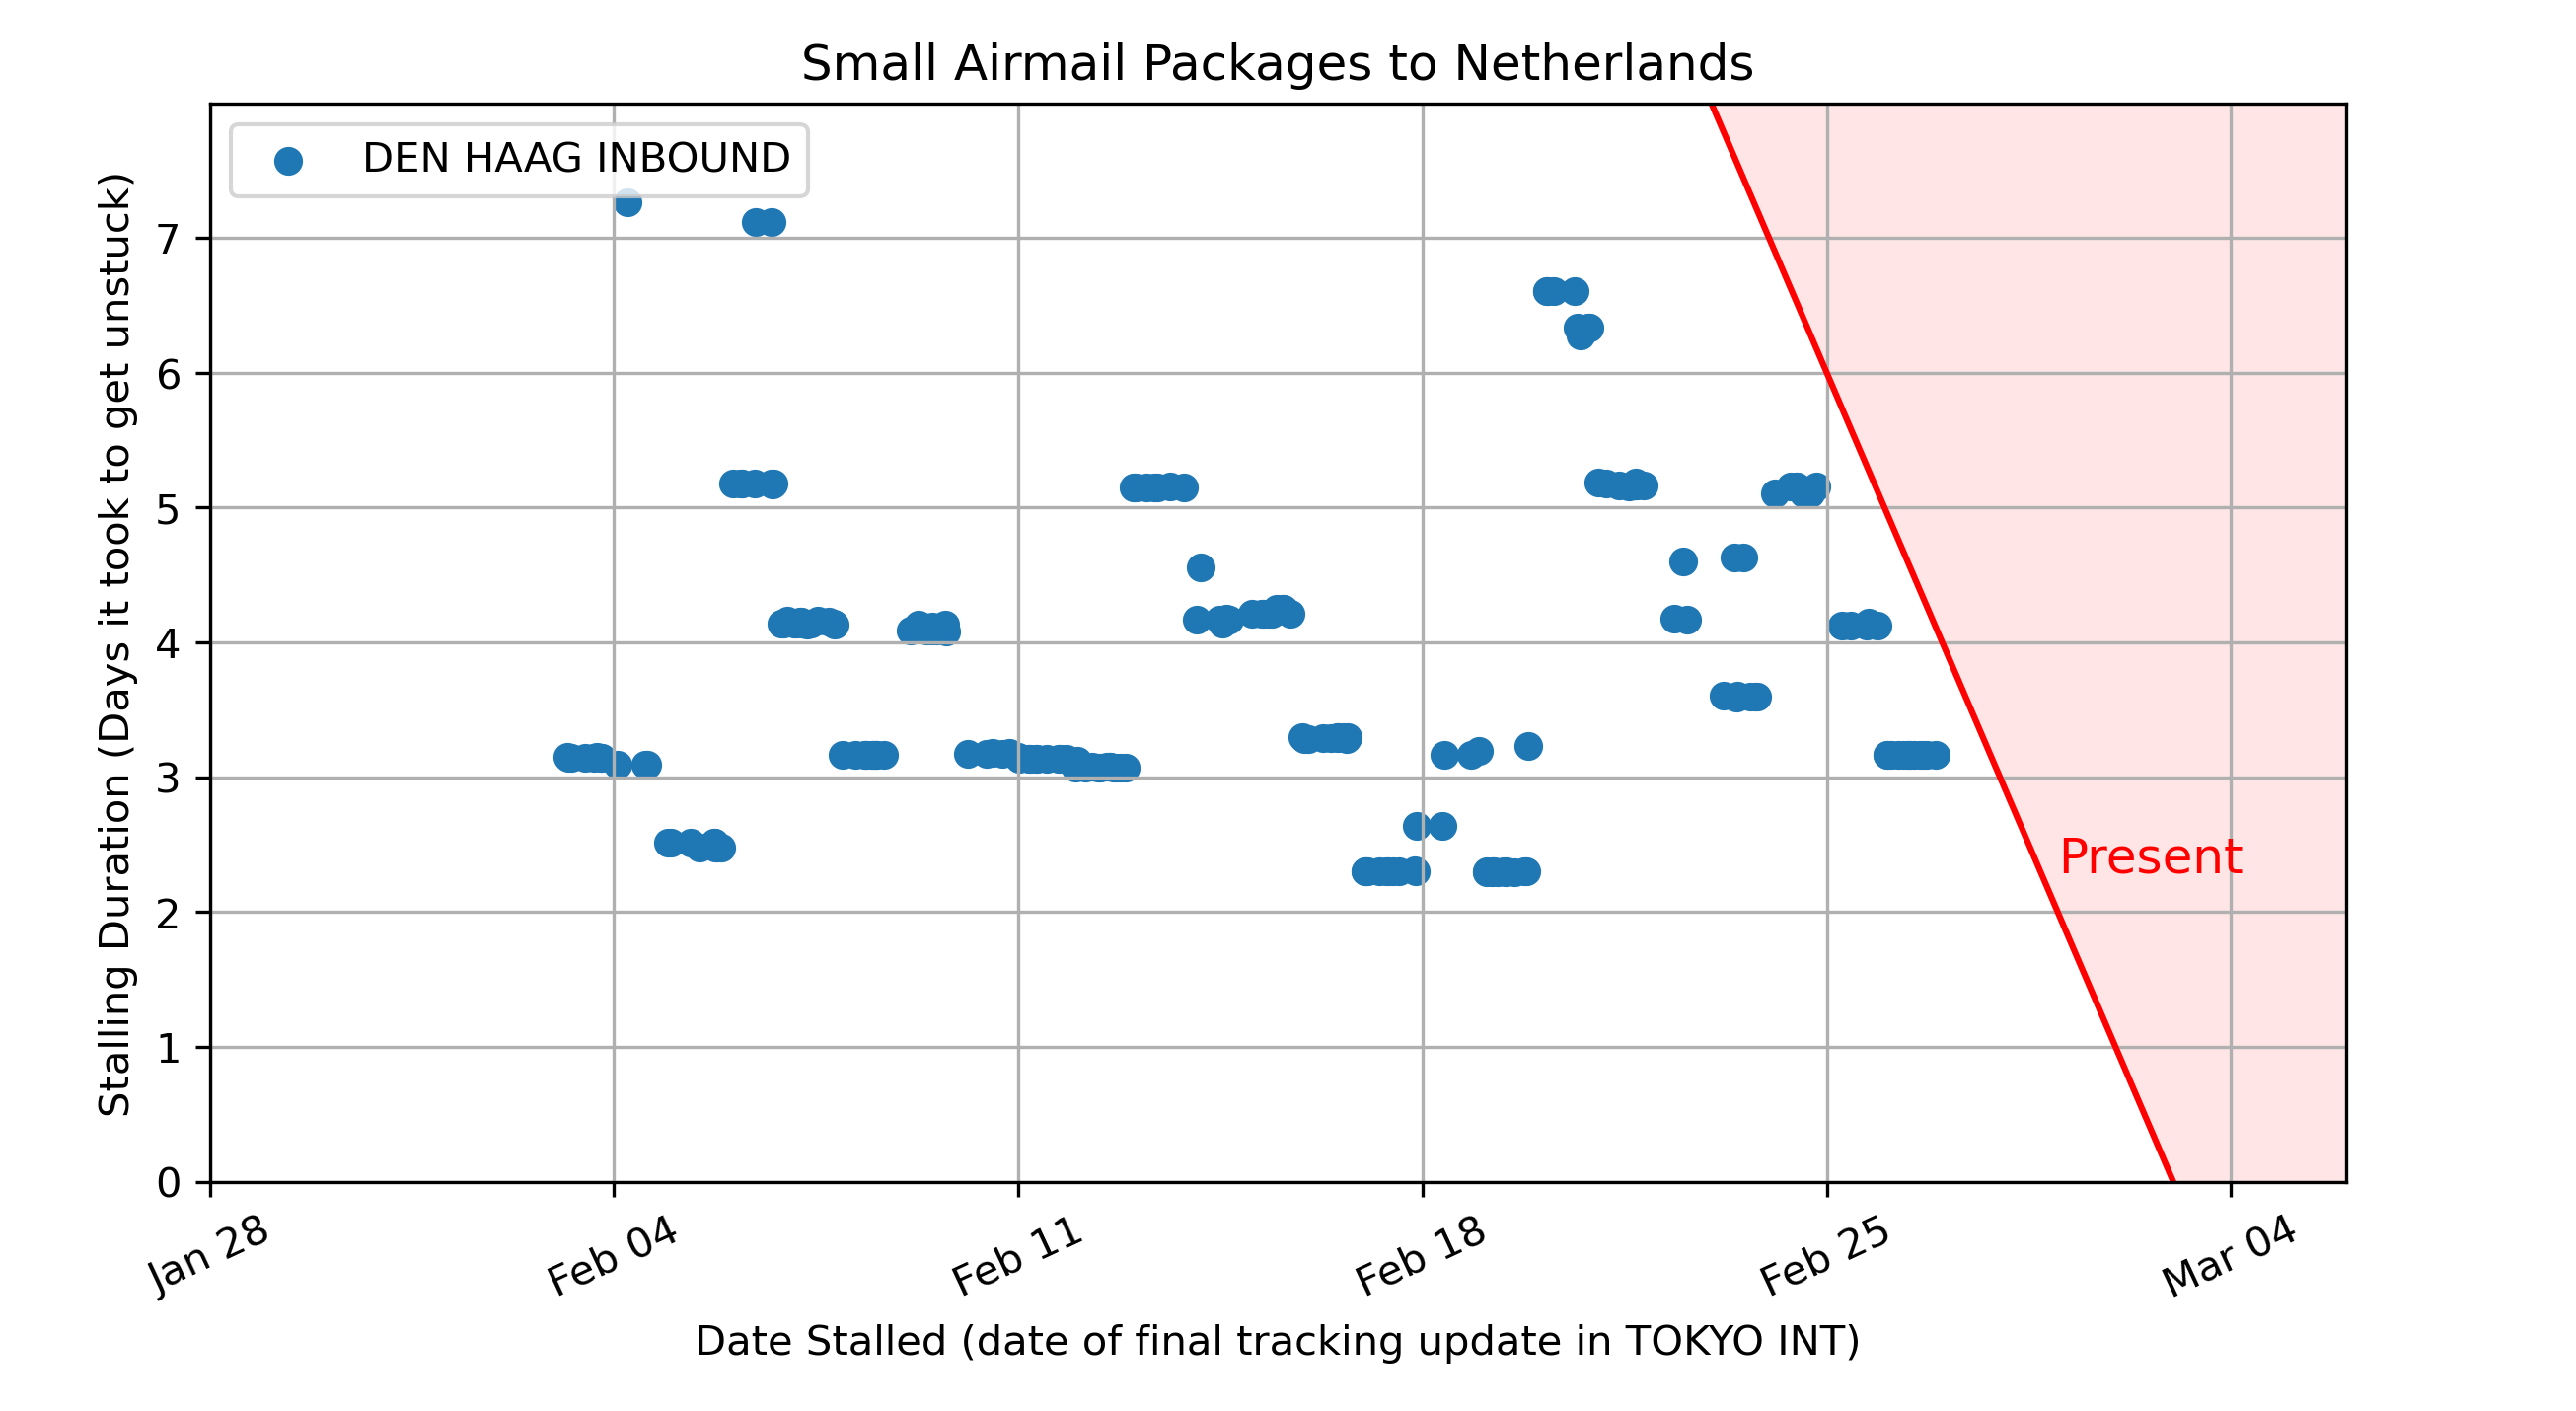 Small Airmail Packages to Netherlands
DEN HAAG INBOUND
Stalling Duration (Days it took to get unstuck)
7
6
5
4
3
2
1
0
Present
Jan 28
Feb 04
Feb 11
Feb 18
Feb 25
Mar 04
Date Stalled (date of final tracking update in TOKYO INT)